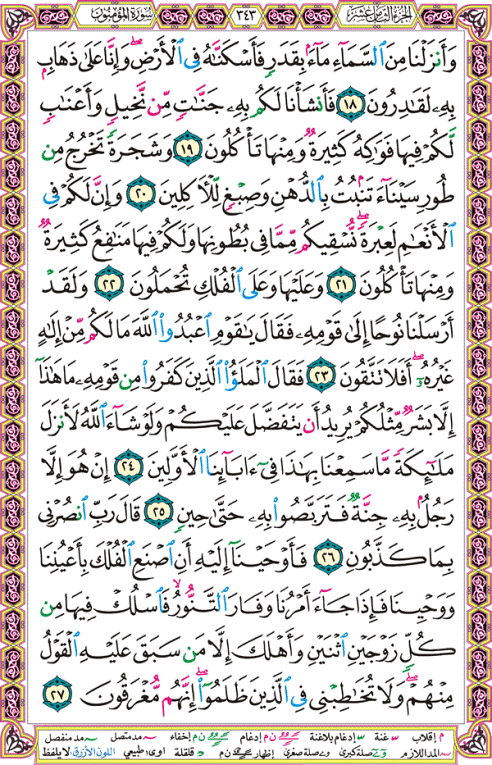 الجزء الثامن عشر ٣٤٣ سورة المؤمنون
وَأَنزَلْنَا مِنَ ٱلسَّمَآءِ مَآءًۢ بِقَدَرٍ فَأَسْكَنَّٰهُ فِى ٱلْأَرْضِ ۖ وَإِنَّا عَلَىٰ ذَهَابٍۭ
بِهِۦ لَقَٰدِرُونَ ١٨ فَأَنشَأْنَا لَكُم بِهِۦ جَنَّٰتٍ مِّن نَّخِيلٍ وَأَعْنَٰبٍ
لَّكُمْ فِيهَا فَوَٰكِهُ كَثِيرَةٌ وَمِنْهَا تَأْكُلُونَ ١٩ وَشَجَرَةً تَخْرُجُ مِن
طُورِ سَيْنَآءَ تَنۢبُتُ بِٱلدُّهْنِ وَصِبْغٍ لِّلْءَاكِلِينَ ٢٠ وَإِنَّ لَكُمْ فِى
ٱلْأَنْعَٰمِ لَعِبْرَةً ۖ نُّسْقِيكُم مِّمَّا فِى بُطُونِهَا وَلَكُمْ فِيهَا مَنَٰفِعُ كَثِيرَةٌ
وَمِنْهَا تَأْكُلُونَ ٢١ وَعَلَيْهَا وَعَلَى ٱلْفُلْكِ تُحْمَلُونَ ٢٢ وَلَقَدْ
أَرْسَلْنَا نُوحًا إِلَىٰ قَوْمِهِۦ فَقَالَ يَٰقَوْمِ ٱعْبُدُوا۟ ٱللَّهَ مَا لَكُم مِّنْ إِلَٰهٍ
غَيْرُهُۥٓ ۖ أَفَلَا تَتَّقُونَ ٢٣ فَقَالَ ٱلْمَلَؤُا۟ ٱلَّذِينَ كَفَرُوا۟ مِن قَوْمِهِۦ مَا هَٰذَآ
إِلَّا بَشَرٌ مِّثْلُكُمْ يُرِيدُ أَن يَتَفَضَّلَ عَلَيْكُمْ وَلَوْ شَآءَ ٱللَّهُ لَأَنزَلَ
مَلَٰٓئِكَةً مَّا سَمِعْنَا بِهَٰذَا فِىٓ ءَابَآئِنَا ٱلْأَوَّلِينَ ٢٤ إِنْ هُوَ إِلَّا
رَجُلٌۢ بِهِۦ جِنَّةٌ فَتَرَبَّصُوا۟ بِهِۦ حَتَّىٰ حِينٍ ٢٥ قَالَ رَبِّ ٱنصُرْنِى
بِمَا كَذَّبُونِ ٢٦ فَأَوْحَيْنَآ إِلَيْهِ أَنِ ٱصْنَعِ ٱلْفُلْكَ بِأَعْيُنِنَا
وَوَحْيِنَا فَإِذَا جَآءَ أَمْرُنَا وَفَارَ ٱلتَّنُّورُ ۙ فَٱسْلُكْ فِيهَا مِن
كُلٍّ زَوْجَيْنِ ٱثْنَيْنِ وَأَهْلَكَ إِلَّا مَن سَبَقَ عَلَيْهِ ٱلْقَوْلُ
مِنْهُمْ ۖ وَلَا تُخَٰطِبْنِى فِى ٱلَّذِينَ ظَلَمُوٓا۟ ۖ إِنَّهُم مُّغْرَقُونَ ٢٧
م إقلاب س غنة إدغام بلاغنة ن م إدغام ن م إخفاء مد متصل مد منفصل
المد اللازم وصلة كبرى وصلة صغرى إظهار ن م قلقلة اوى طبيعي اللون الأزرق لا يلفظ